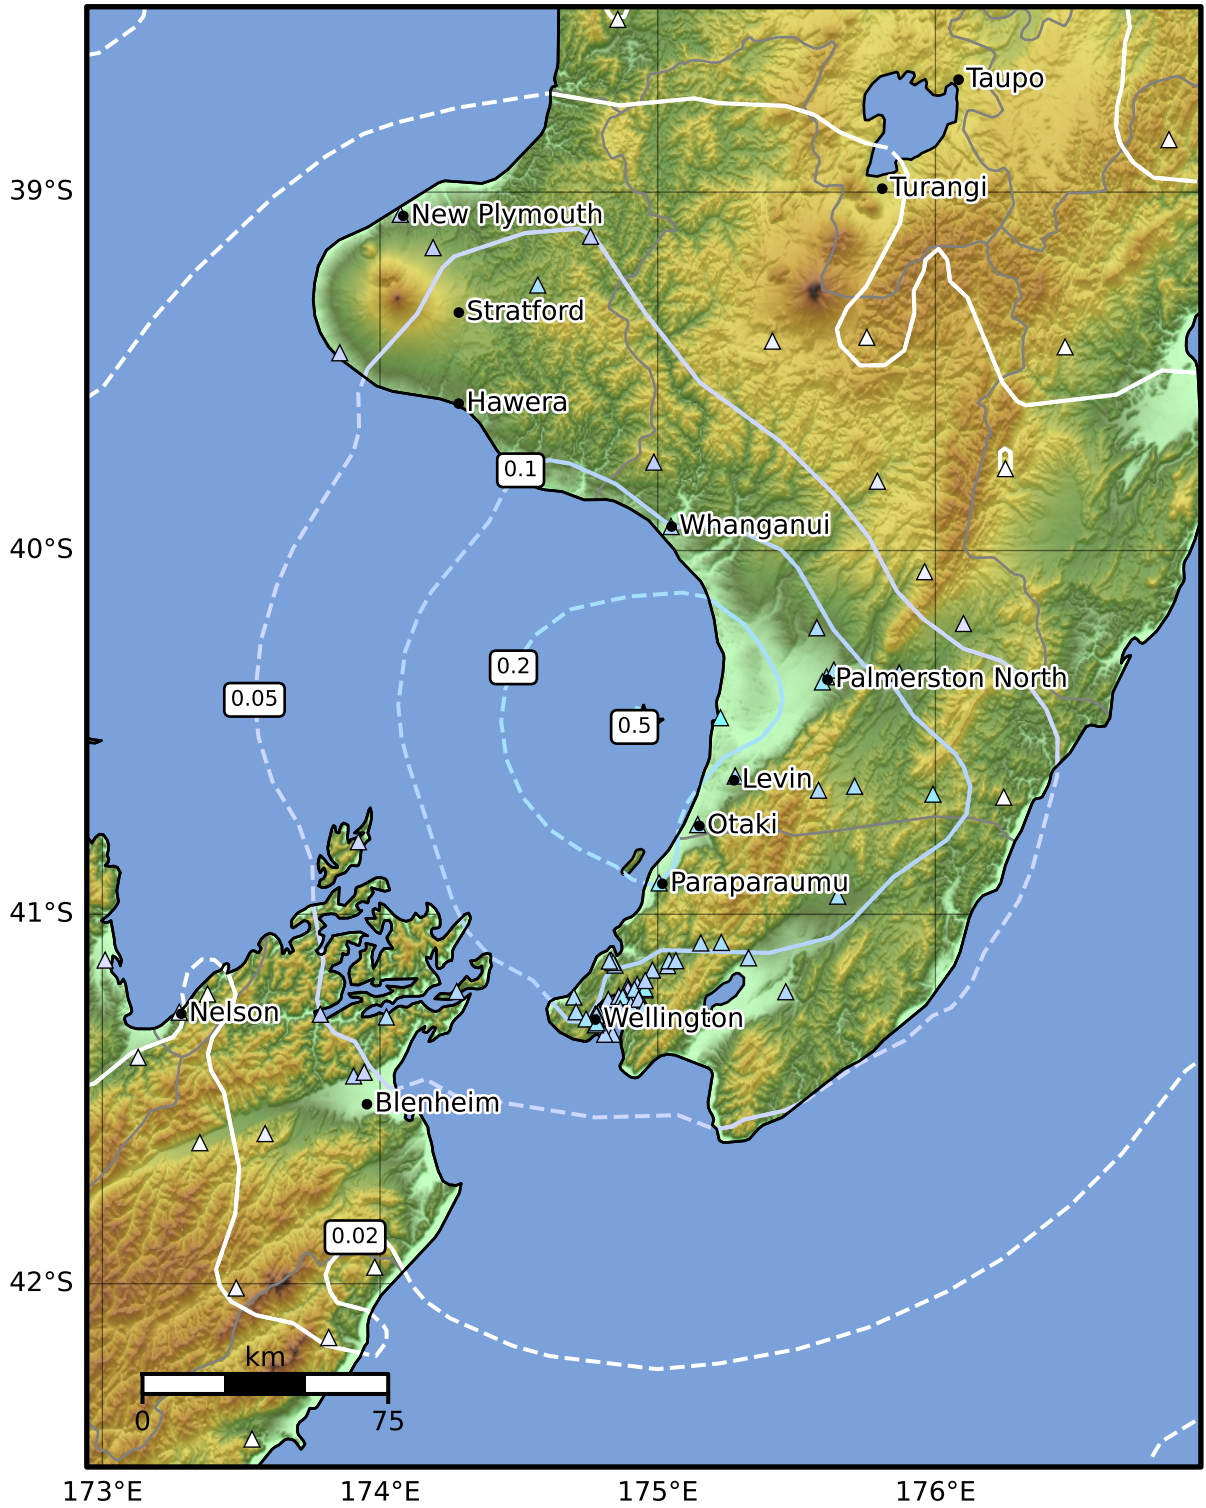 Taupo
39°S
Turangi
New Plymouth
Stratford
Hawera
0.1
Whanganui
40°S
0.2
Palmerston North
0.05
0.5
Levin
Otaki
Paraparaumu
41°S
Nelson
Wellington
Blenheim
0.02
42°S
km
0 75
173°E 174°E 175°E 176°E